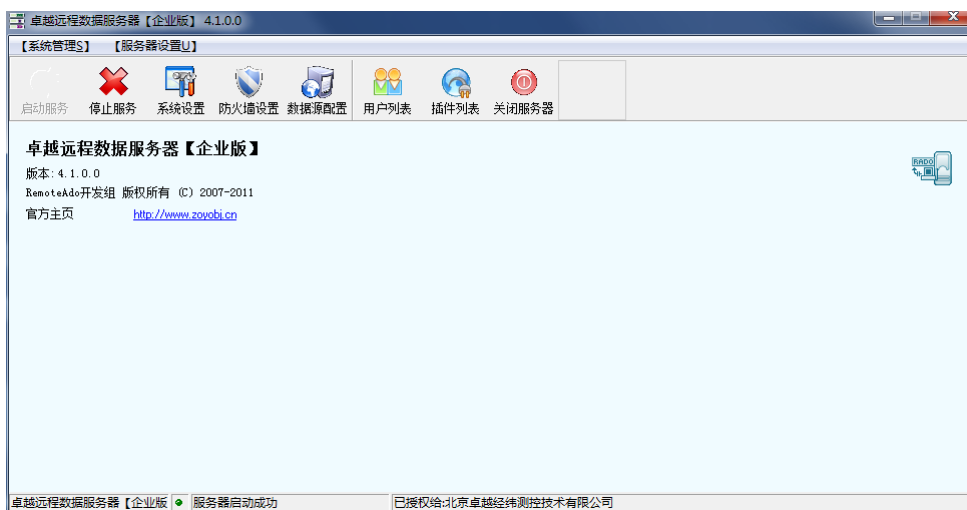 卓越远程数据服务器【企业版】 4.1.0.0
【系统管理S】 【服务器设置U】
启动服务 停止服务 系统设置 防火墙设置 数据源配置 用户列表 插件列表 关闭服务器
卓越远程数据服务器【企业版】
RADO
版本:4.1.0.0
RemoteAdo开发组 版权所有 (C) 2007-2011
官方主页 http://www.zoyobj.cn
卓越远程数据服务器【企业版 服务器启动成功 已授权给:北京卓越经纬测控技术有限公司